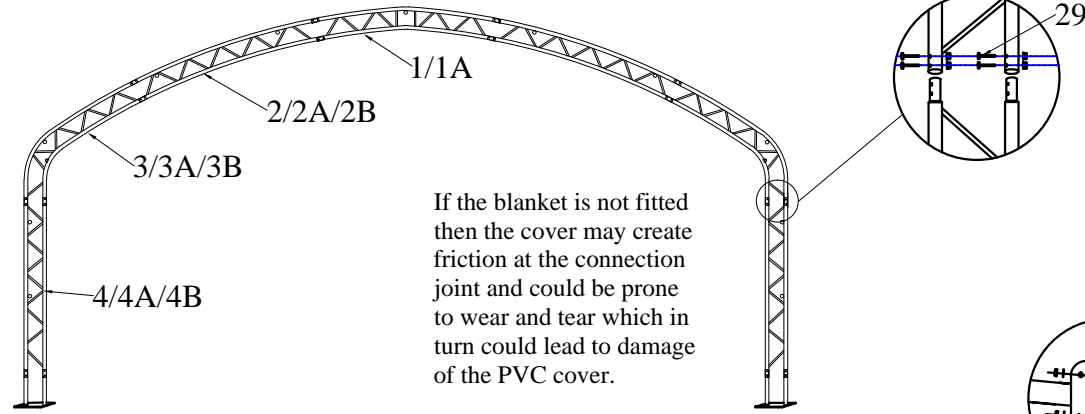 29
1/1A
2/2A/2B
3/3A/3B
If the blanket is not fitted
then the cover may create
friction at the connection
joint and could be prone
to wear and tear which in
turn could lead to damage
of the PVC cover.
4/4A/4B